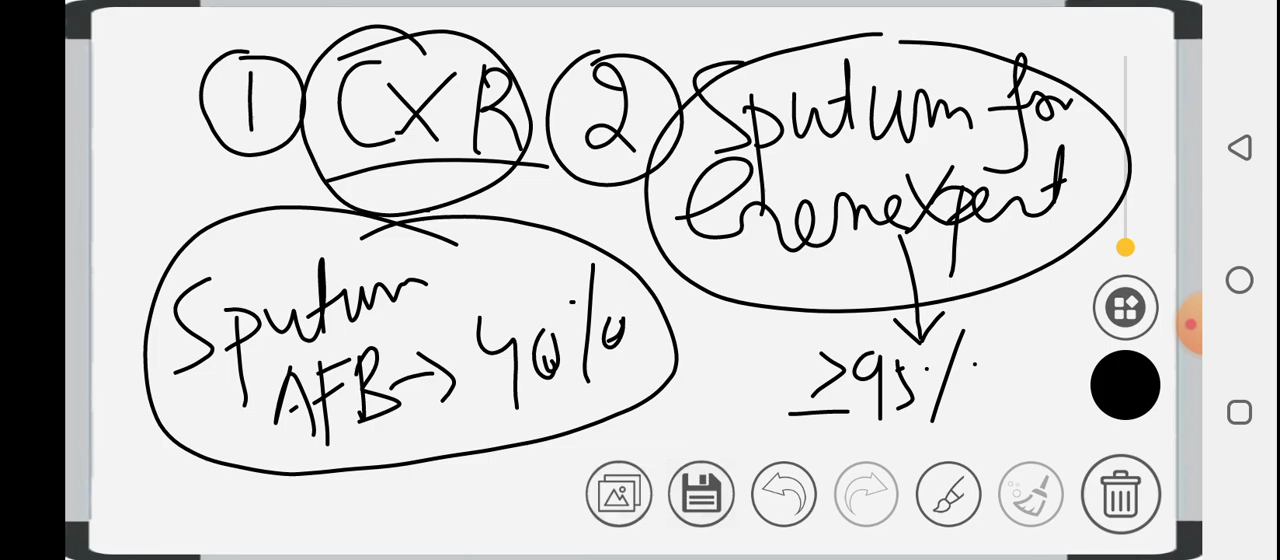 1 CXR 2 Sputum for
Genexpert
Sputum
AFB → 40%
≥95%